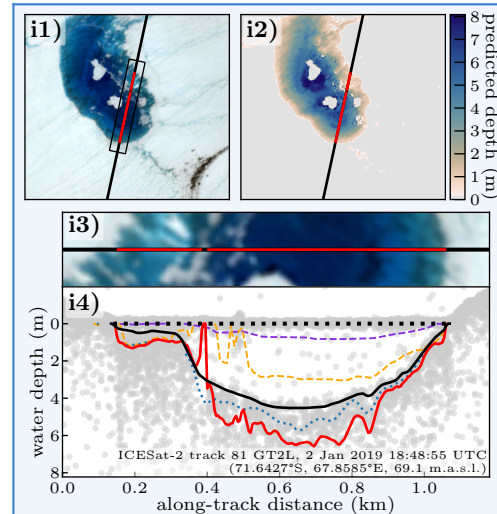 i1)
i2)
8
7
6
5
4
3
2
1
0
predicted depth (m)
i3)
i4)
0
2
4
6
8
water depth (m)
ICESat-2 track 81 GT2L, 2 Jan 2019 18:48:55 UTC
(71.6427°S, 67.8585°E, 69.1 m.a.s.l.)
0.0 0.2 0.4 0.6 0.8 1.0
along-track distance (km)